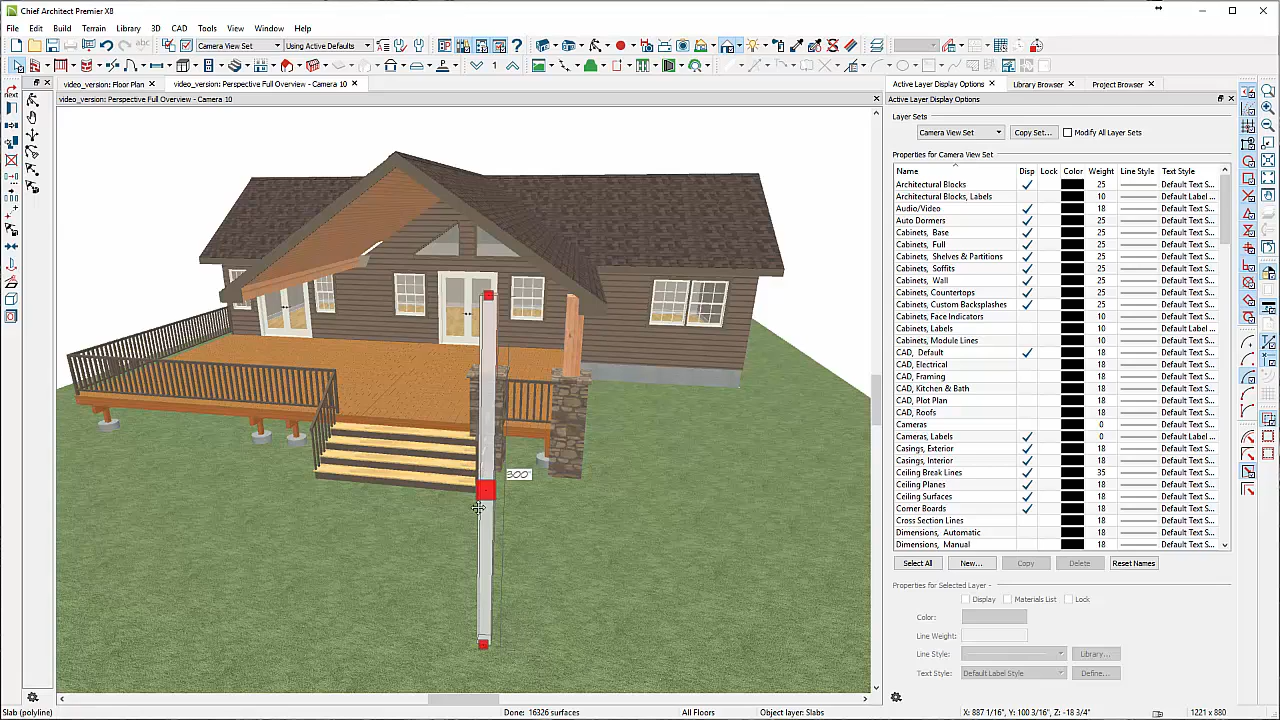 Chief Architect Premier X8
File Edit Build Terrain Library 3D CAD Tools View Window Help
Camera View Set Using Active Defaults
1
video_version: Floor Plan video_version: Perspective Full Overview - Camera 10
Active Layer Display Options Library Browser Project Browser
video_version: Perspective Full Overview - Camera 10
Active Layer Display Options
Layer Sets
Camera View Set Copy Set... Modify All Layer Sets
Properties for Camera View Set
Name Disp Lock Color Weight Line Style Text Style
Architectural Blocks 25 Default Text S...
Architectural Blocks, Labels 10 Default Label ...
Audio/Video 18 Default Text S...
Auto Dormers 25 Default Text S...
Cabinets, Base 25 Default Text S...
Cabinets, Full 25 Default Text S...
Cabinets, Shelves & Partitions 25 Default Text S...
Cabinets, Soffits 25 Default Text S...
Cabinets, Wall 25 Default Text S...
Cabinets, Countertops 25 Default Text S...
Cabinets, Custom Backsplashes 25 Default Text S...
Cabinets, Face Indicators 10 Default Text S...
Cabinets, Labels 10 Default Text S...
Cabinets, Module Lines 10 Default Text S...
CAD, Default 18 Default Text S...
CAD, Electrical 18 Default Text S...
CAD, Framing 18 Default Text S...
CAD, Kitchen & Bath 18 Default Text S...
CAD, Plot Plan 18 Default Text S...
CAD, Roofs 18 Default Text S...
Cameras 0 Default Text S...
Cameras, Labels 0 Default Label ...
Casings, Exterior 18 Default Text S...
Casings, Interior 18 Default Text S...
Ceiling Break Lines 35 Default Text S...
Ceiling Planes 18 Default Text S...
Ceiling Surfaces 18 Default Text S...
Corner Boards 18 Default Text S...
Cross Section Lines 18 Default Text S...
Dimensions, Automatic 18 Default Text S...
Dimensions, Manual 18 Default Text S...
300"
Select All New... Copy Delete Reset Names
Properties for Selected Layer -
Display Materials List Lock
Color:
Line Weight:
Line Style: Library...
Text Style: Default Label Style Define...
Slab (polyline) Done: 16326 surfaces All Floors Object layer: Slabs X: 887 1/16", Y: 100 3/16", Z: -18 3/4" 1221 x 880